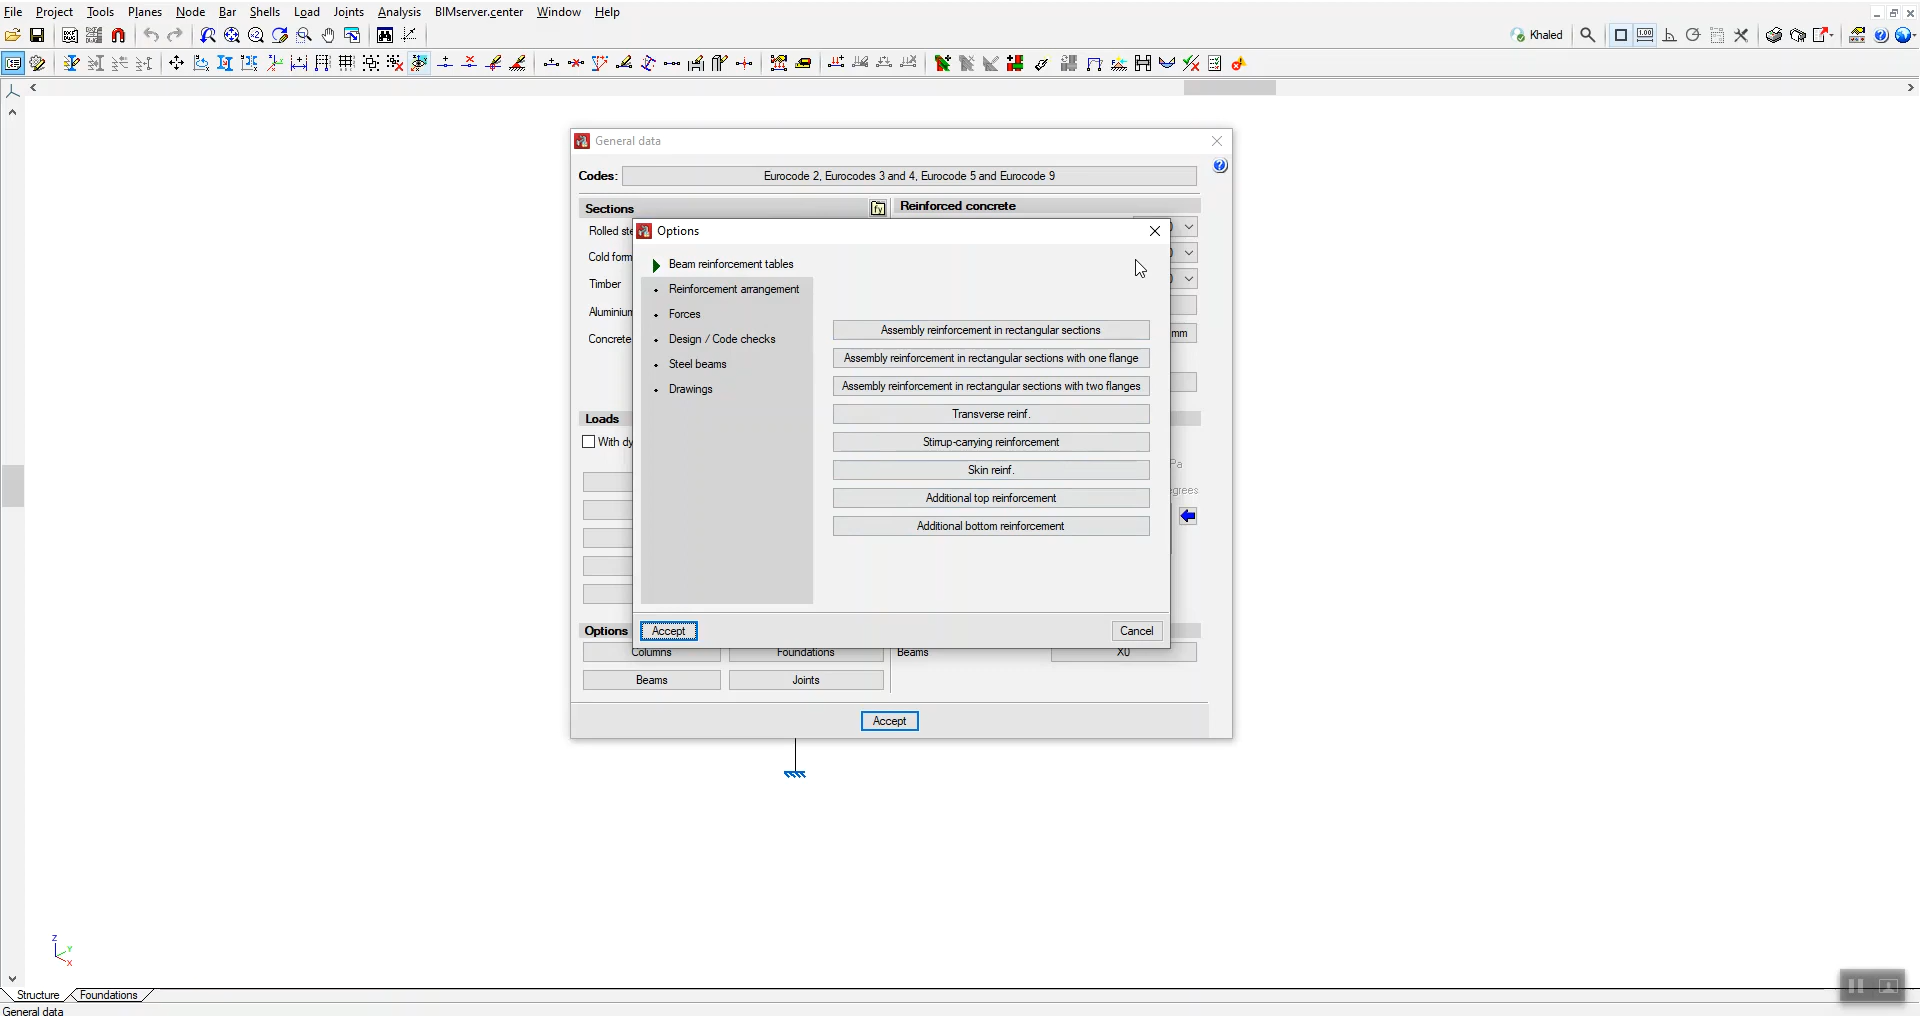 File Project Tools Planes Node Bar Shells Load Joints Analysis BIMserver.center Window Help
Khaled
General data
Codes: Eurocode 2, Eurocodes 3 and 4, Eurocode 5 and Eurocode 9
Sections
Reinforced concrete
Rolled ste
Cold form
Timber
Aluminium
Concrete
mm
Options
Beam reinforcement tables
Reinforcement arrangement
Forces
Design / Code checks
Steel beams
Drawings
Assembly reinforcement in rectangular sections
Assembly reinforcement in rectangular sections with one flange
Assembly reinforcement in rectangular sections with two flanges
Transverse reinf.
Stirrup-carrying reinforcement
Skin reinf.
Additional top reinforcement
Additional bottom reinforcement
Accept
Cancel
Loads
With dy
Pa
egrees
Options
Columns
Foundations
Beams
X0
Beams
Joints
Accept
Z
Y
X
Structure
Foundations
General data